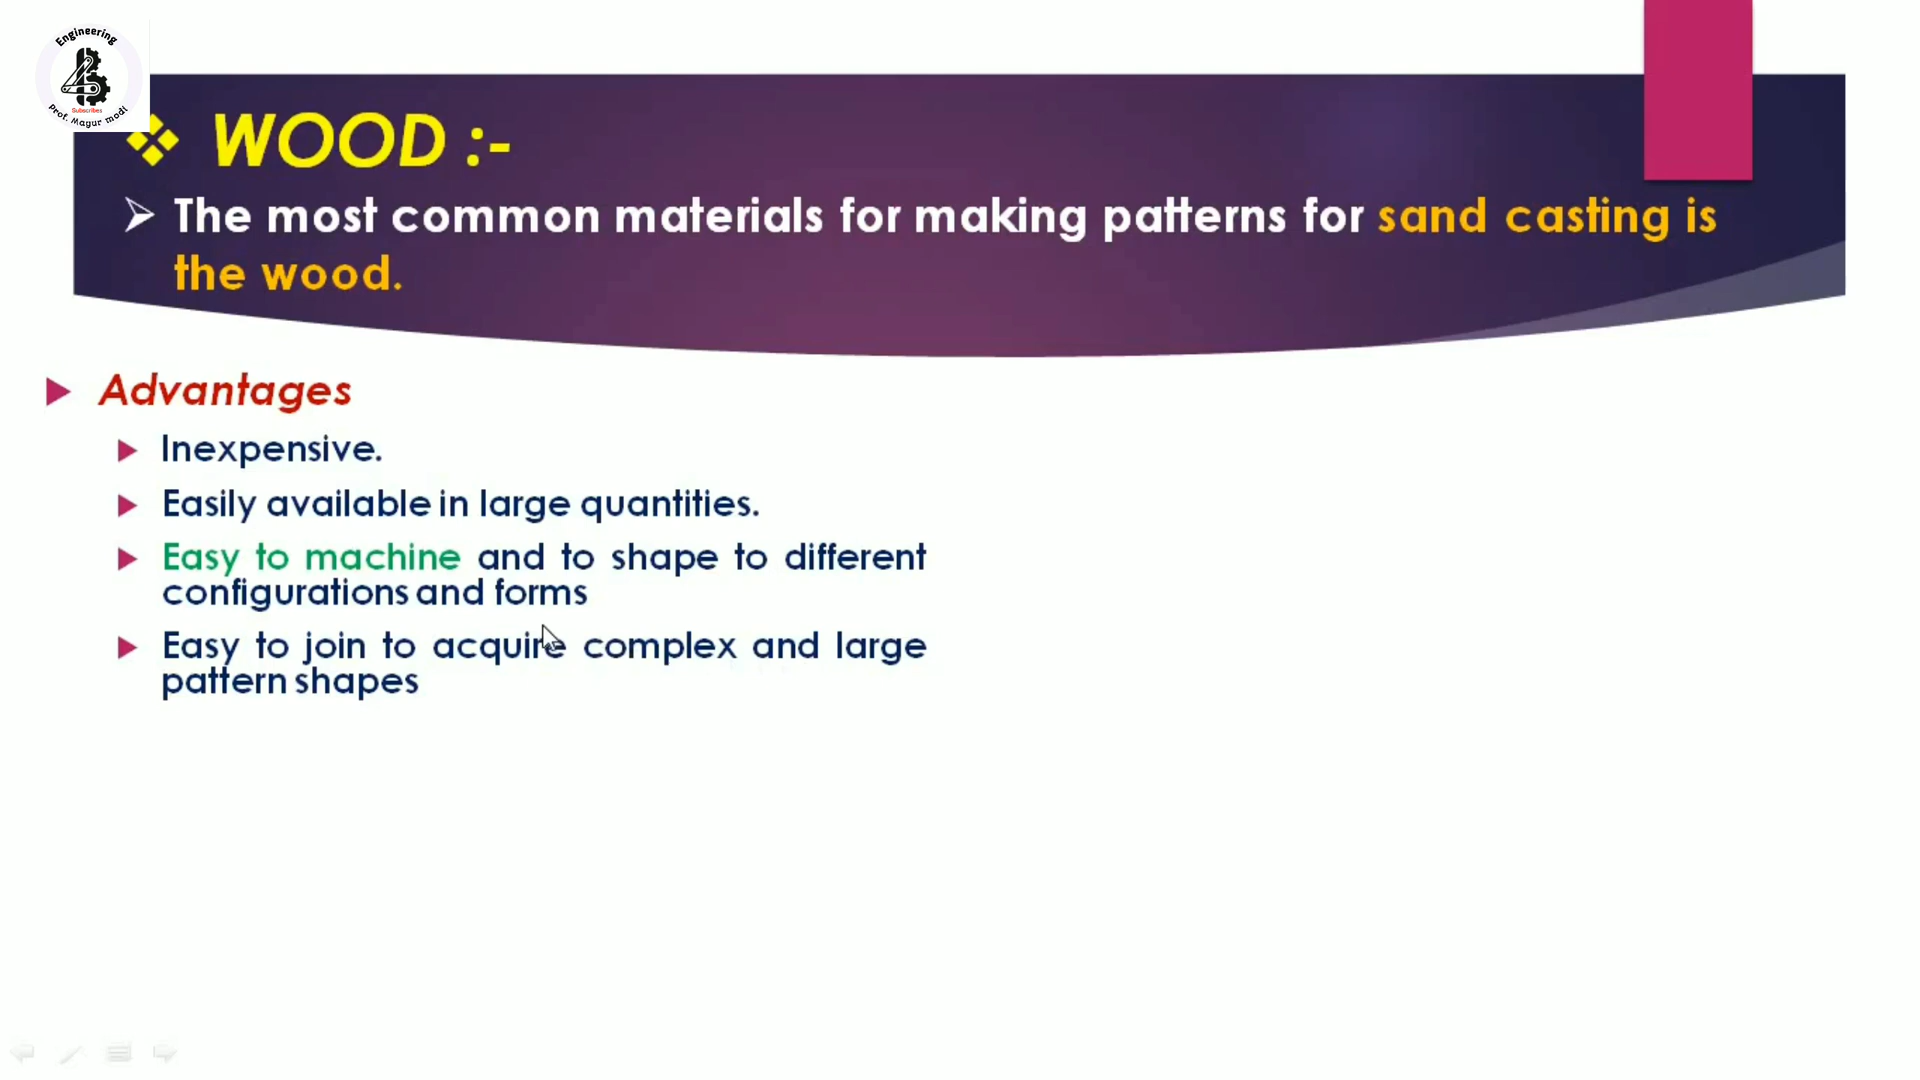 Engineering
Subscribes
Prof. Mayur modi
WOOD :-
The most common materials for making patterns for sand casting is
the wood.
Advantages
Inexpensive.
Easily available in large quantities.
Easy to machine and to shape to different
configurations and forms
Easy to join to acquire complex and large
pattern shapes